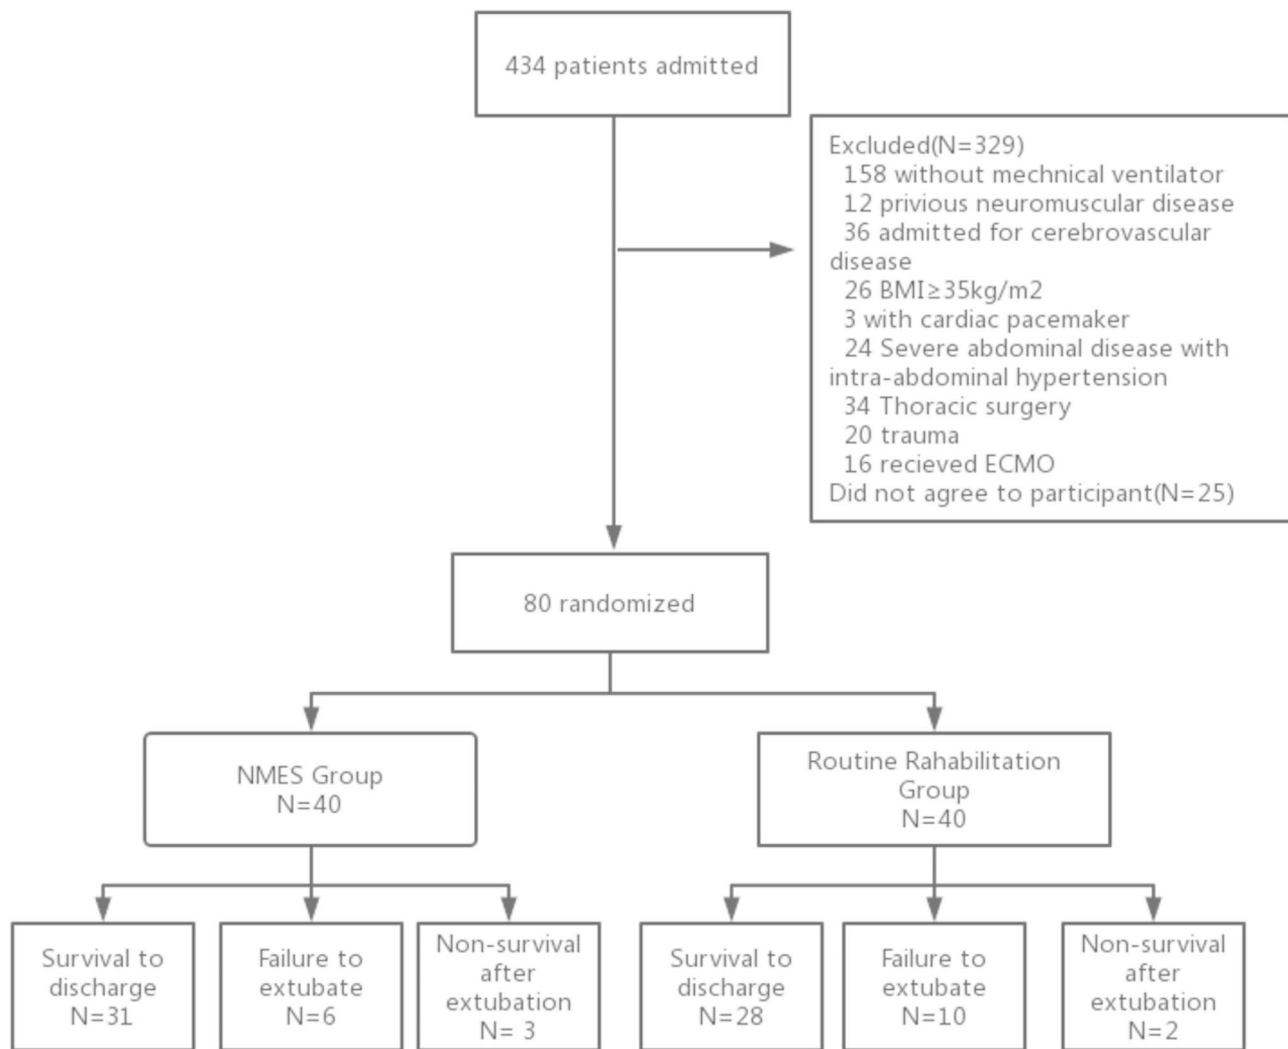 434 patients admitted
Excluded(N=329)
158 without mechnical ventilator
12 privious neuromuscular disease
36 admitted for cerebrovascular
disease
26 BMI≥35kg/m2
3 with cardiac pacemaker
24 Severe abdominal disease with
intra-abdominal hypertension
34 Thoracic surgery
20 trauma
16 recieved ECMO
Did not agree to participant(N=25)
80 randomized
NMES Group
N=40
Routine Rahabilitation
Group
N=40
Survival to
discharge
N=31
Failure to
extubate
N=6
Non-survival
after
extubation
N= 3
Survival to
discharge
N=28
Failure to
extubate
N=10
Non-survival
after
extubation
N=2